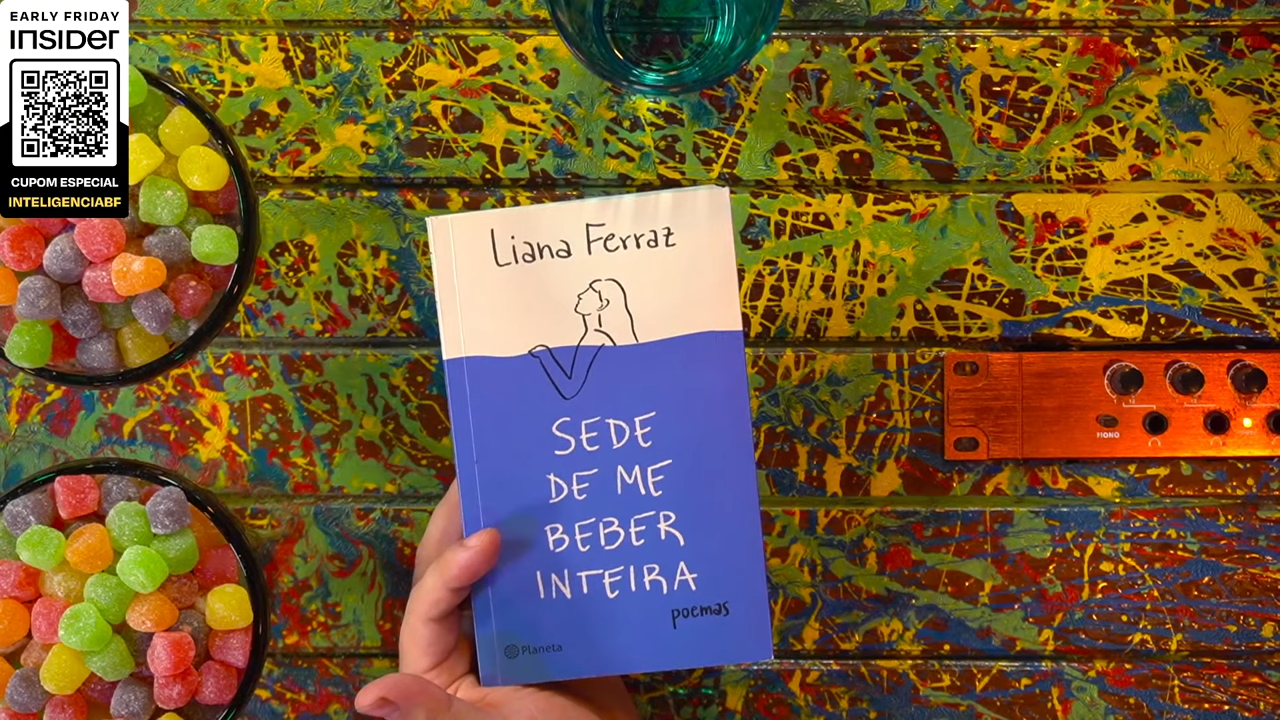 EARLY FRIDAY
INSIDER
CUPOM ESPECIAL
INTELIGENCIABF
Liana Ferraz
SEDE
DE ME
BEBER
INTEIRA
poemas
Planeta
MONO